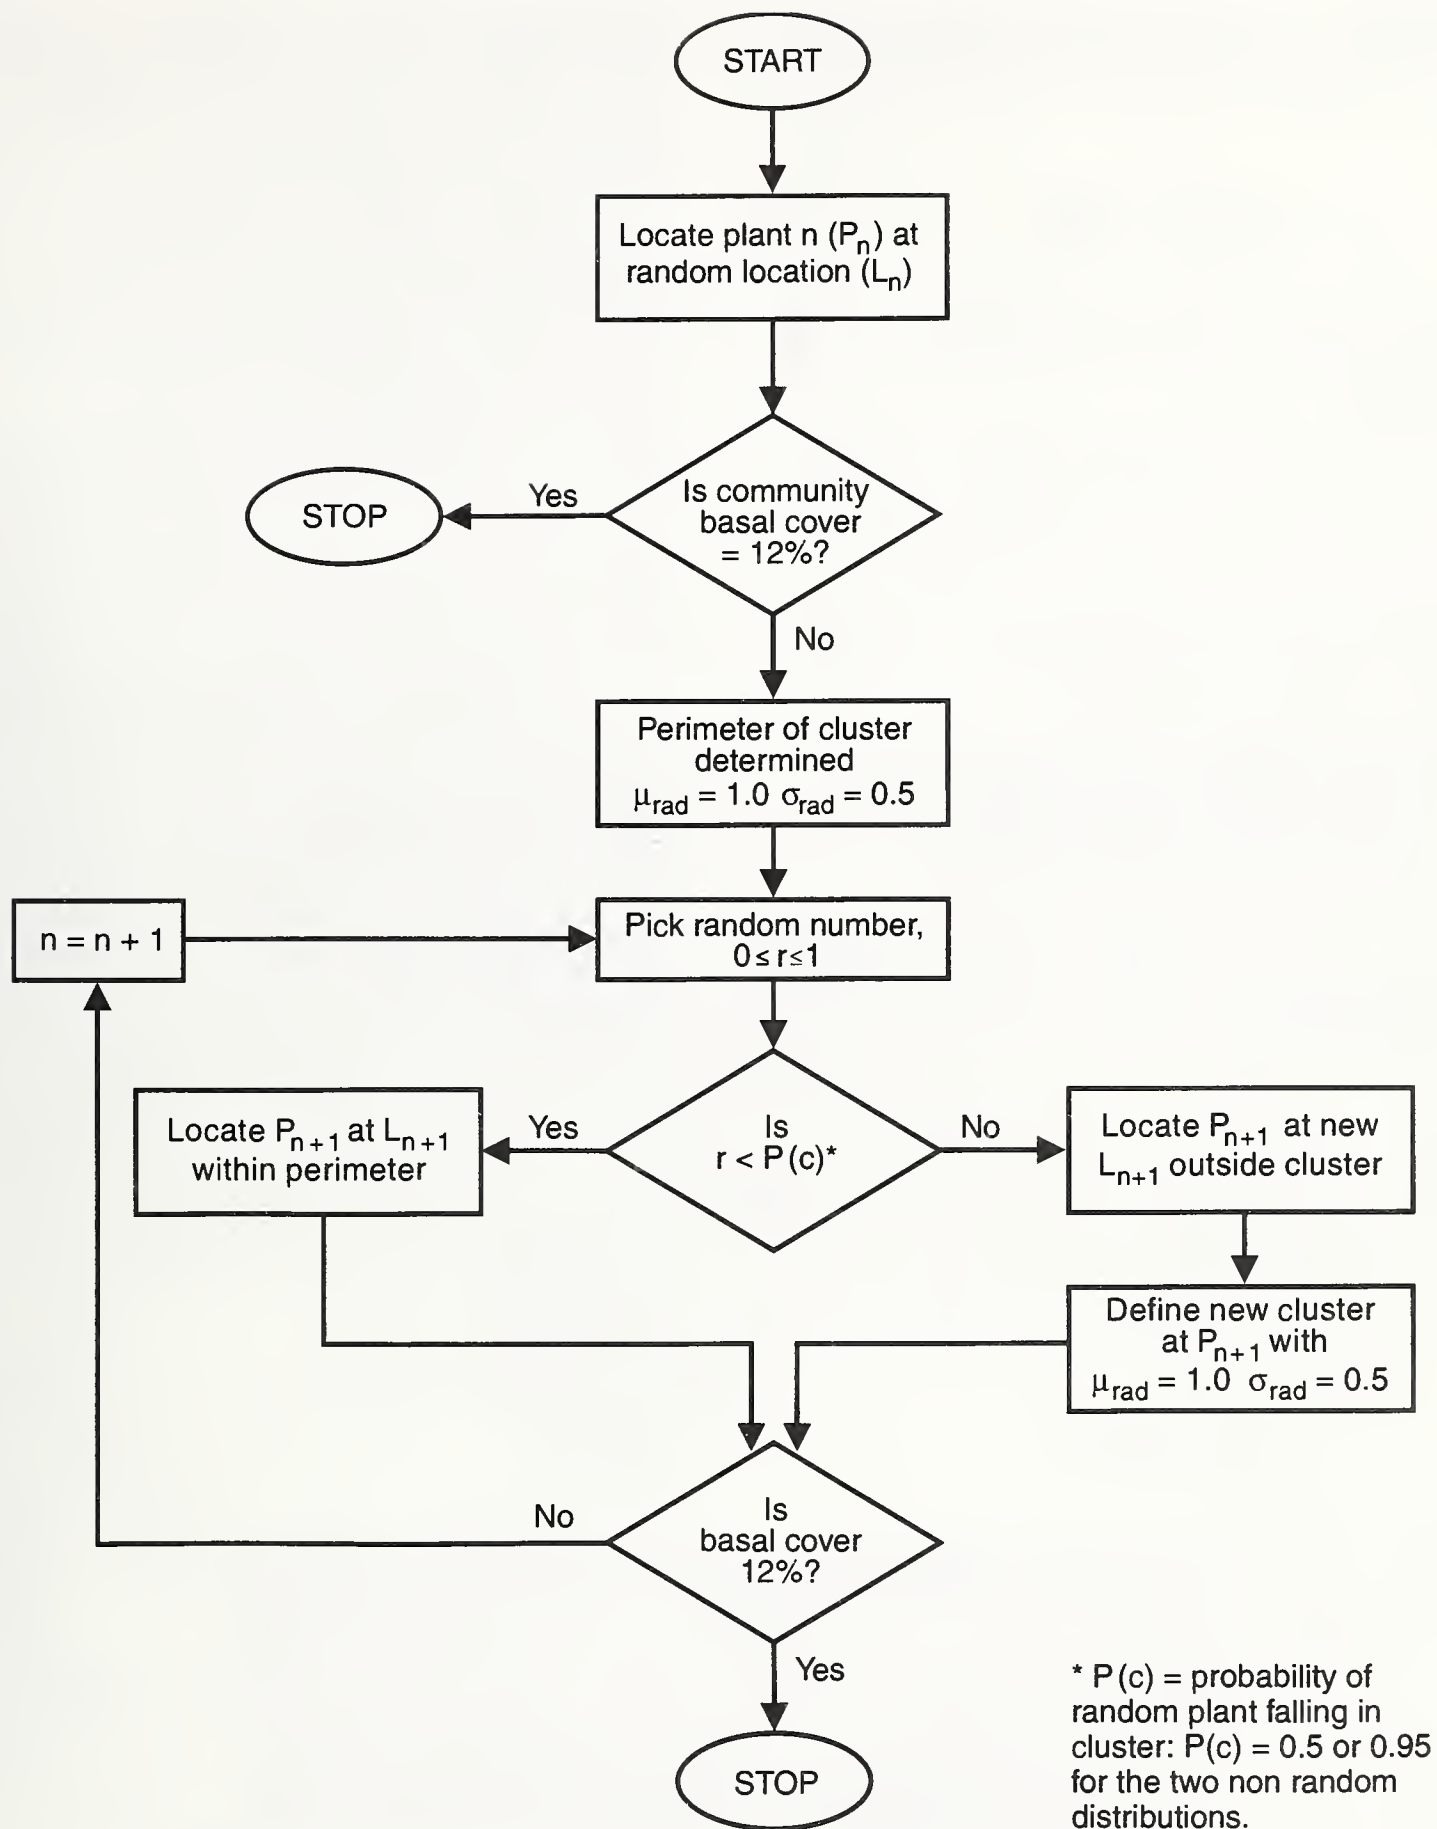 START
Locate plant n (Pn) at
random location (Ln)
Is community
basal cover
= 12%?
Yes
STOP
No
Perimeter of cluster
determined
μrad = 1.0 σrad = 0.5
n = n + 1
Pick random number,
0 ≤ r ≤ 1
Is
r < P(c)*
Yes
Locate Pn+1 at Ln+1
within perimeter
No
Locate Pn+1 at new
Ln+1 outside cluster
Define new cluster
at Pn+1 with
μrad = 1.0 σrad = 0.5
Is
basal cover
12%?
No
Yes
STOP
* P(c) = probability of
random plant falling in
cluster: P(c) = 0.5 or 0.95
for the two non random
distributions.